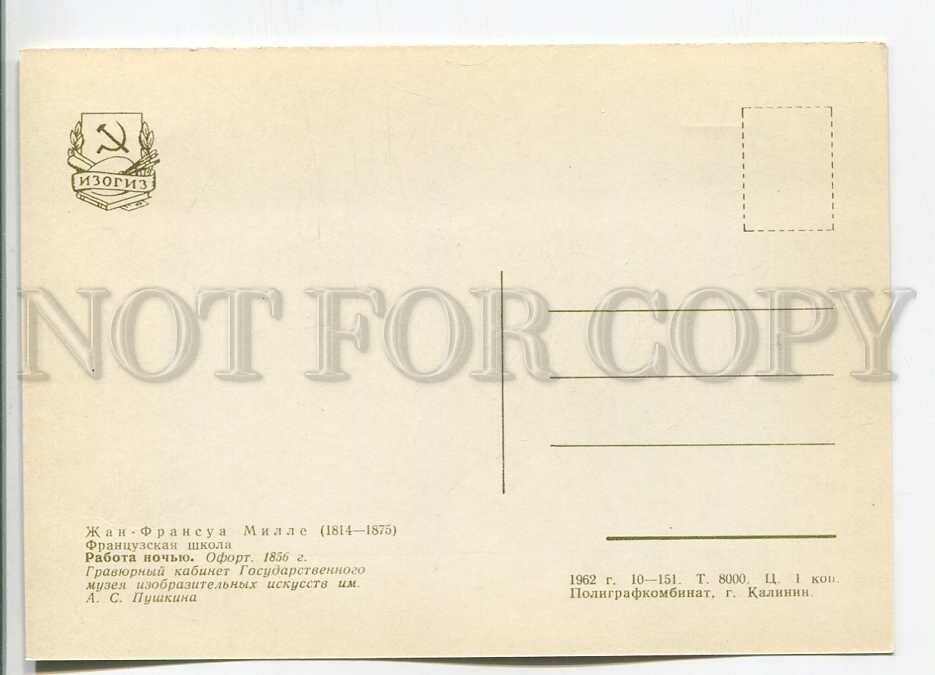 ИЗОГИЗ
NOT FOR COPY
Жан-Франсуа Милле (1814—1875)
Французская школа
Работа ночью. Офорт. 1856 г.
Гравюрный кабинет Государственного
музея изобразительных искусств им.
А. С. Пушкина
1962 г. 10—151. Т. 8000. Ц. 1 коп.
Полиграфкомбинат, г. Калинин.